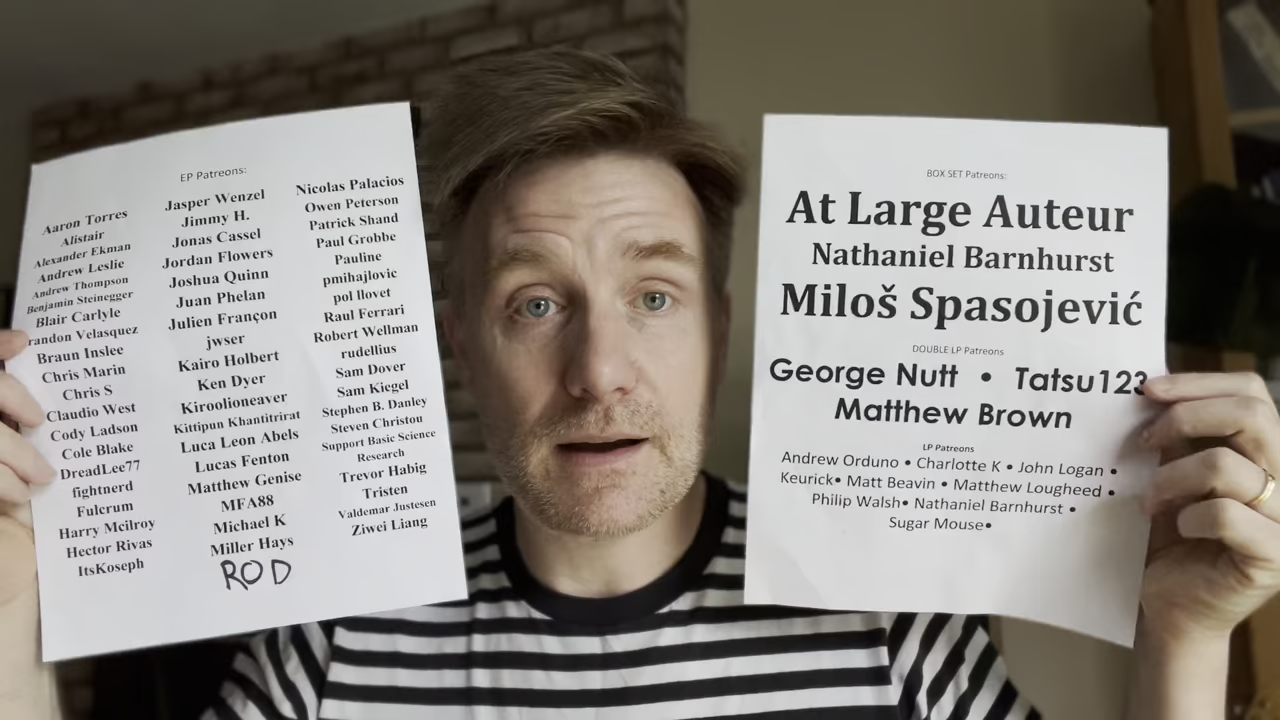 EP Patreons:
Aaron Torres
Alistair
Alexander Ekman
Andrew Leslie
Andrew Thompson
Benjamin Steinegger
Blair Carlyle
randon Velasquez
Braun Inslee
Chris Marin
Chris S
Claudio West
Cody Ladson
Cole Blake
DreadLee77
fightnerd
Fulcrum
Harry Mcilroy
Hector Rivas
ItsKoseph
Jasper Wenzel
Jimmy H.
Jonas Cassel
Jordan Flowers
Joshua Quinn
Juan Phelan
Julien Françon
jwser
Kairo Holbert
Ken Dyer
Kiroolioneaver
Kittipun Khantitrirat
Luca Leon Abels
Lucas Fenton
Matthew Genise
MFA88
Michael K
Miller Hays
ROD
Nicolas Palacios
Owen Peterson
Patrick Shand
Paul Grobbe
Pauline
pmihajlovic
pol llovet
Raul Ferrari
Robert Wellman
rudellius
Sam Dover
Sam Kiegel
Stephen B. Danley
Steven Christou
Support Basic Science
Research
Trevor Habig
Tristen
Valdemar Justesen
Ziwei Liang
BOX SET Patreons:
At Large Auteur
Nathaniel Barnhurst
Miloš Spasojević
DOUBLE LP Patreons
George Nutt • Tatsu123
Matthew Brown
LP Patreons
Andrew Orduno • Charlotte K • John Logan •
Keurick• Matt Beavin • Matthew Lougheed •
Philip Walsh• Nathaniel Barnhurst •
Sugar Mouse•